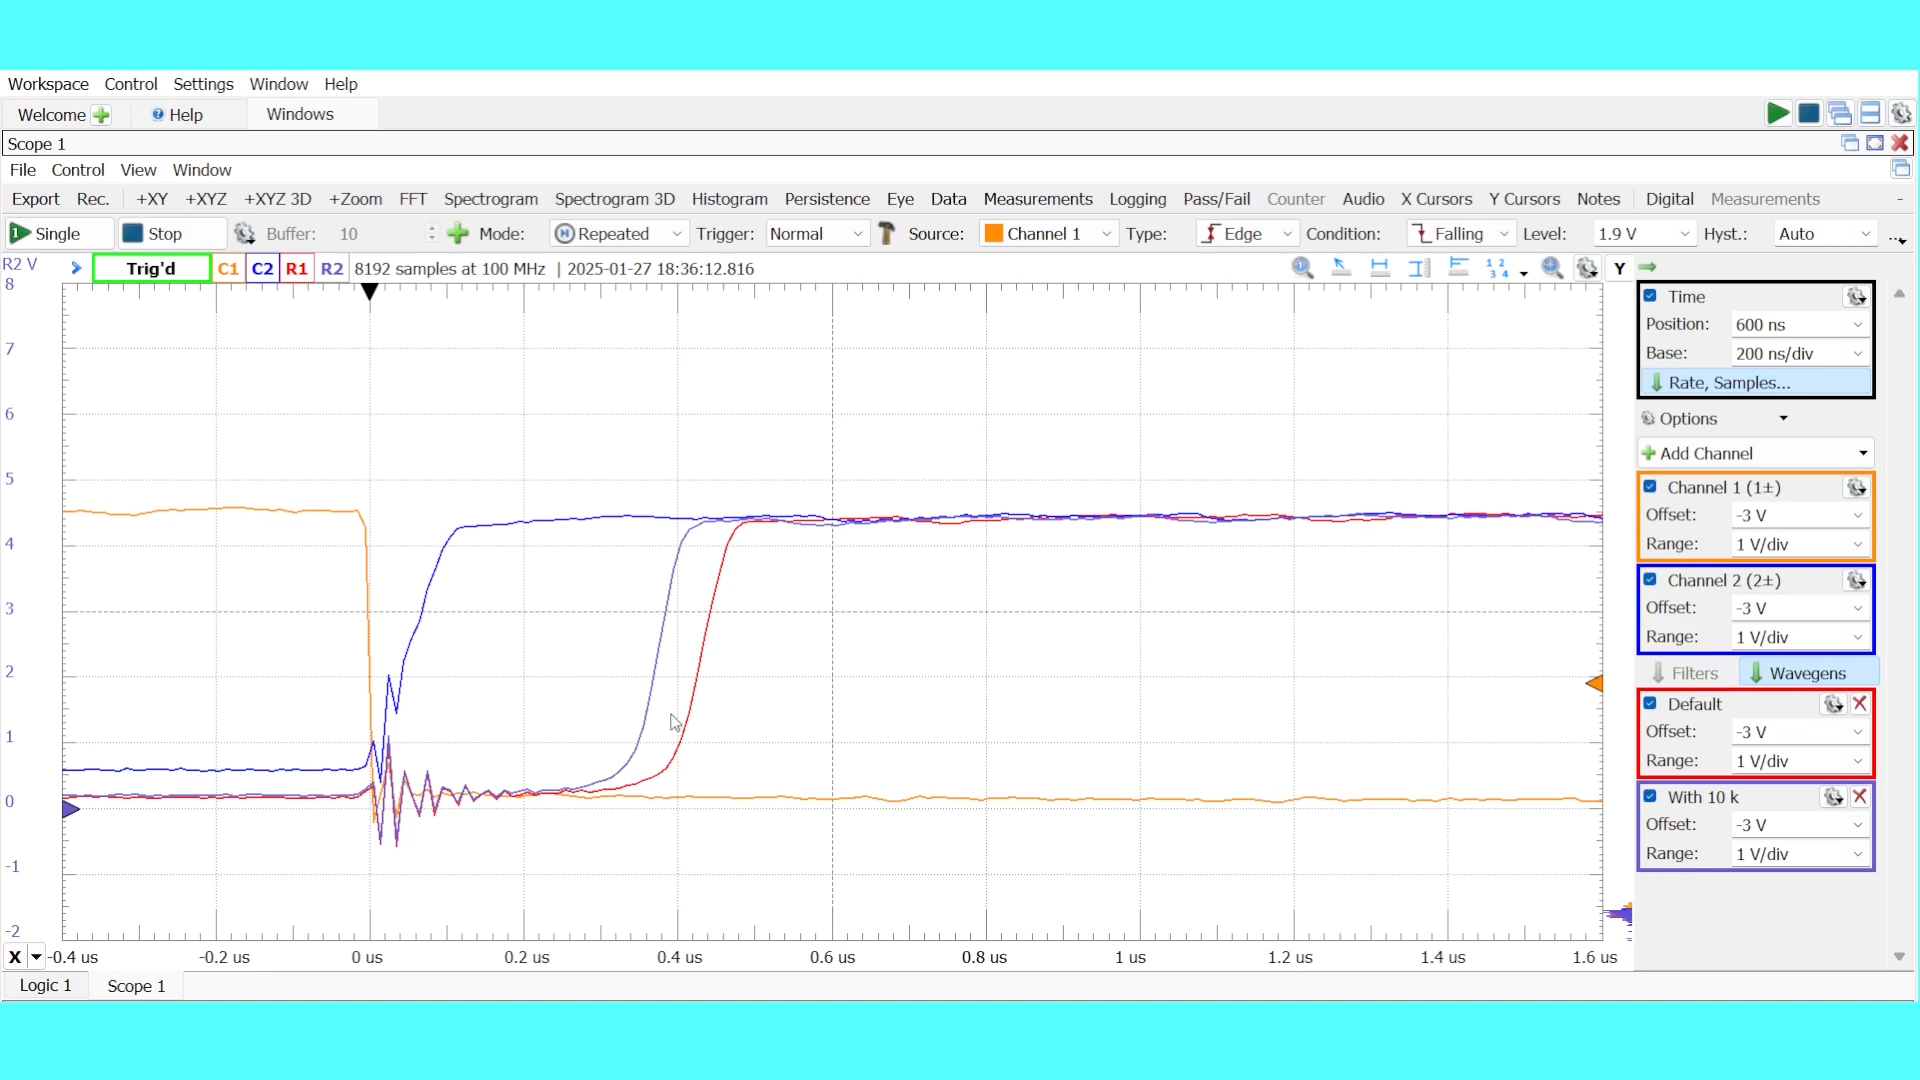 Workspace Control Settings Window Help
Welcome Help Windows
Scope 1
File Control View Window
Export Rec. +XY +XYZ +XYZ 3D +Zoom FFT Spectrogram Spectrogram 3D Histogram Persistence Eye Data Measurements Logging Pass/Fail Counter Audio X Cursors Y Cursors Notes Digital Measurements -
Single Stop Buffer: 10 Mode: Repeated Trigger: Normal Source: Channel 1 Type: Edge Condition: Falling Level: 1.9 V Hyst.: Auto ...
R2 V Trig'd C1 C2 R1 R2 8192 samples at 100 MHz | 2025-01-27 18:36:12.816 Y
8
7
6
5
4
3
2
1
0
-1
-2
X -0.4 us -0.2 us 0 us 0.2 us 0.4 us 0.6 us 0.8 us 1 us 1.2 us 1.4 us 1.6 us
Time
Position: 600 ns
Base: 200 ns/div
Rate, Samples...
Options
Add Channel
Channel 1 (1±)
Offset: -3 V
Range: 1 V/div
Channel 2 (2±)
Offset: -3 V
Range: 1 V/div
Filters Wavegens
Default
Offset: -3 V
Range: 1 V/div
With 10 k
Offset: -3 V
Range: 1 V/div
Logic 1 Scope 1